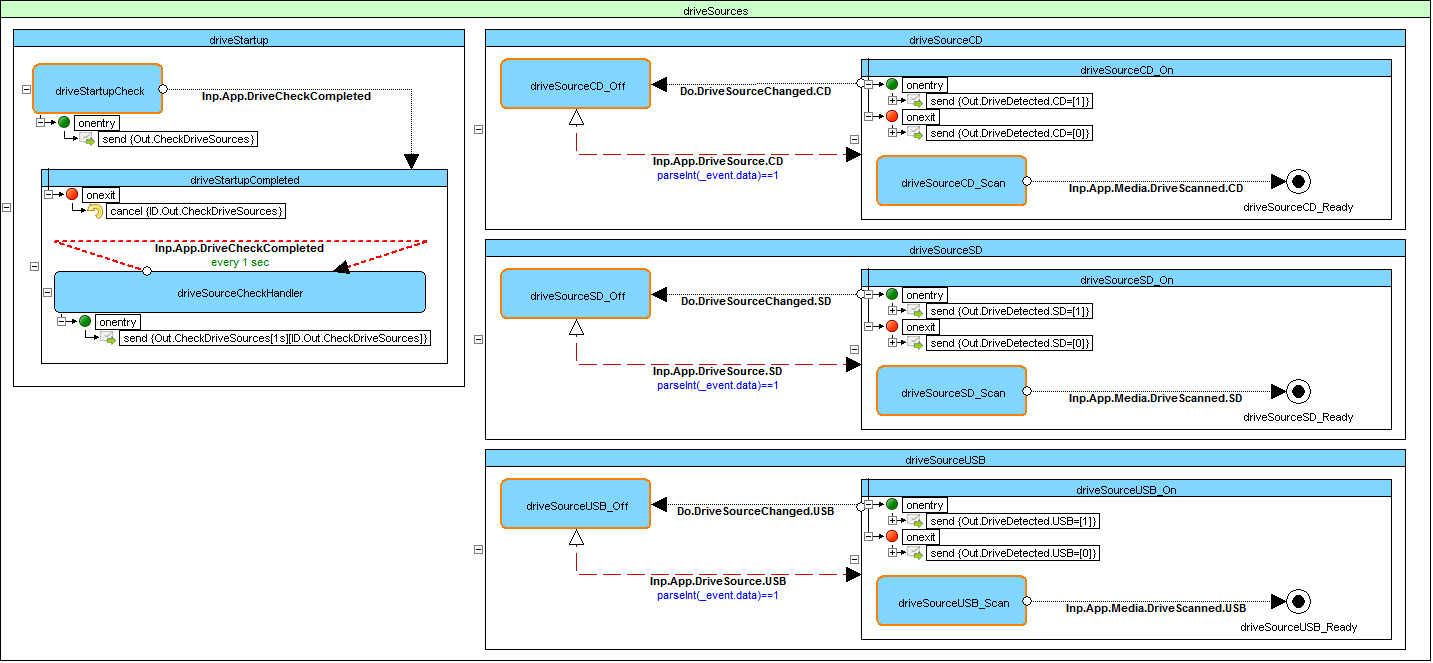 driveSources
driveStartup
driveStartupCheck
Inp.App.DriveCheckCompleted
onentry
send {Out.CheckDriveSources}
driveStartupCompleted
onexit
cancel {ID.Out.CheckDriveSources}
Inp.App.DriveCheckCompleted
every 1 sec
driveSourceCheckHandler
onentry
send {Out.CheckDriveSources[1s][ID.Out.CheckDriveSources]}
driveSourceCD
driveSourceCD_Off
Do.DriveSourceChanged.CD
Inp.App.DriveSource.CD
parseInt(_event.data)==1
driveSourceCD_On
onentry
send {Out.DriveDetected.CD=[1]}
onexit
send {Out.DriveDetected.CD=[0]}
driveSourceCD_Scan
Inp.App.Media.DriveScanned.CD
driveSourceCD_Ready
driveSourceSD
driveSourceSD_Off
Do.DriveSourceChanged.SD
Inp.App.DriveSource.SD
parseInt(_event.data)==1
driveSourceSD_On
onentry
send {Out.DriveDetected.SD=[1]}
onexit
send {Out.DriveDetected.SD=[0]}
driveSourceSD_Scan
Inp.App.Media.DriveScanned.SD
driveSourceSD_Ready
driveSourceUSB
driveSourceUSB_Off
Do.DriveSourceChanged.USB
Inp.App.DriveSource.USB
parseInt(_event.data)==1
driveSourceUSB_On
onentry
send {Out.DriveDetected.USB=[1]}
onexit
send {Out.DriveDetected.USB=[0]}
driveSourceUSB_Scan
Inp.App.Media.DriveScanned.USB
driveSourceUSB_Ready